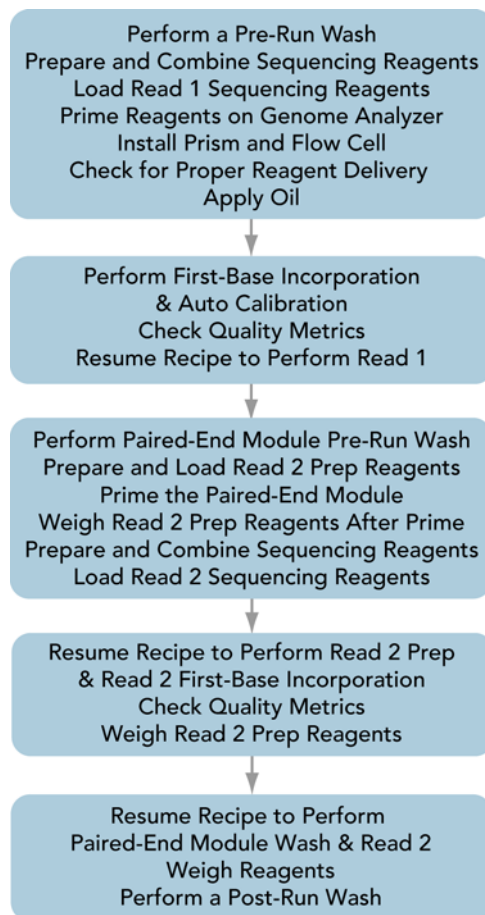 Perform a Pre-Run Wash
Prepare and Combine Sequencing Reagents
Load Read 1 Sequencing Reagents
Prime Reagents on Genome Analyzer
Install Prism and Flow Cell
Check for Proper Reagent Delivery
Apply Oil
Perform First-Base Incorporation
& Auto Calibration
Check Quality Metrics
Resume Recipe to Perform Read 1
Perform Paired-End Module Pre-Run Wash
Prepare and Load Read 2 Prep Reagents
Prime the Paired-End Module
Weigh Read 2 Prep Reagents After Prime
Prepare and Combine Sequencing Reagents
Load Read 2 Sequencing Reagents
Resume Recipe to Perform Read 2 Prep
& Read 2 First-Base Incorporation
Check Quality Metrics
Weigh Read 2 Prep Reagents
Resume Recipe to Perform
Paired-End Module Wash & Read 2
Weigh Reagents
Perform a Post-Run Wash